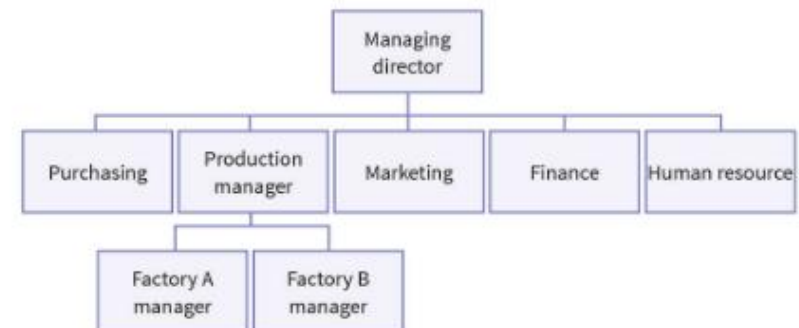 Managing
director
Purchasing
Production
manager
Marketing
Finance
Human resource
Factory A
manager
Factory B
manager